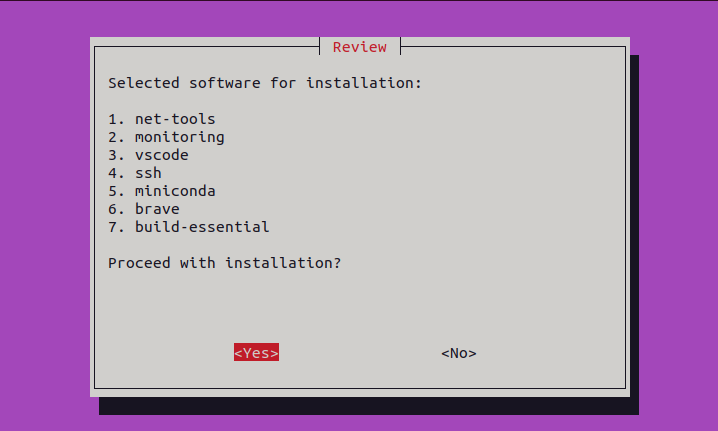 Review
Selected software for installation:
1. net-tools
2. monitoring
3. vscode
4. ssh
5. miniconda
6. brave
7. build-essential
Proceed with installation?
<Yes> <No>